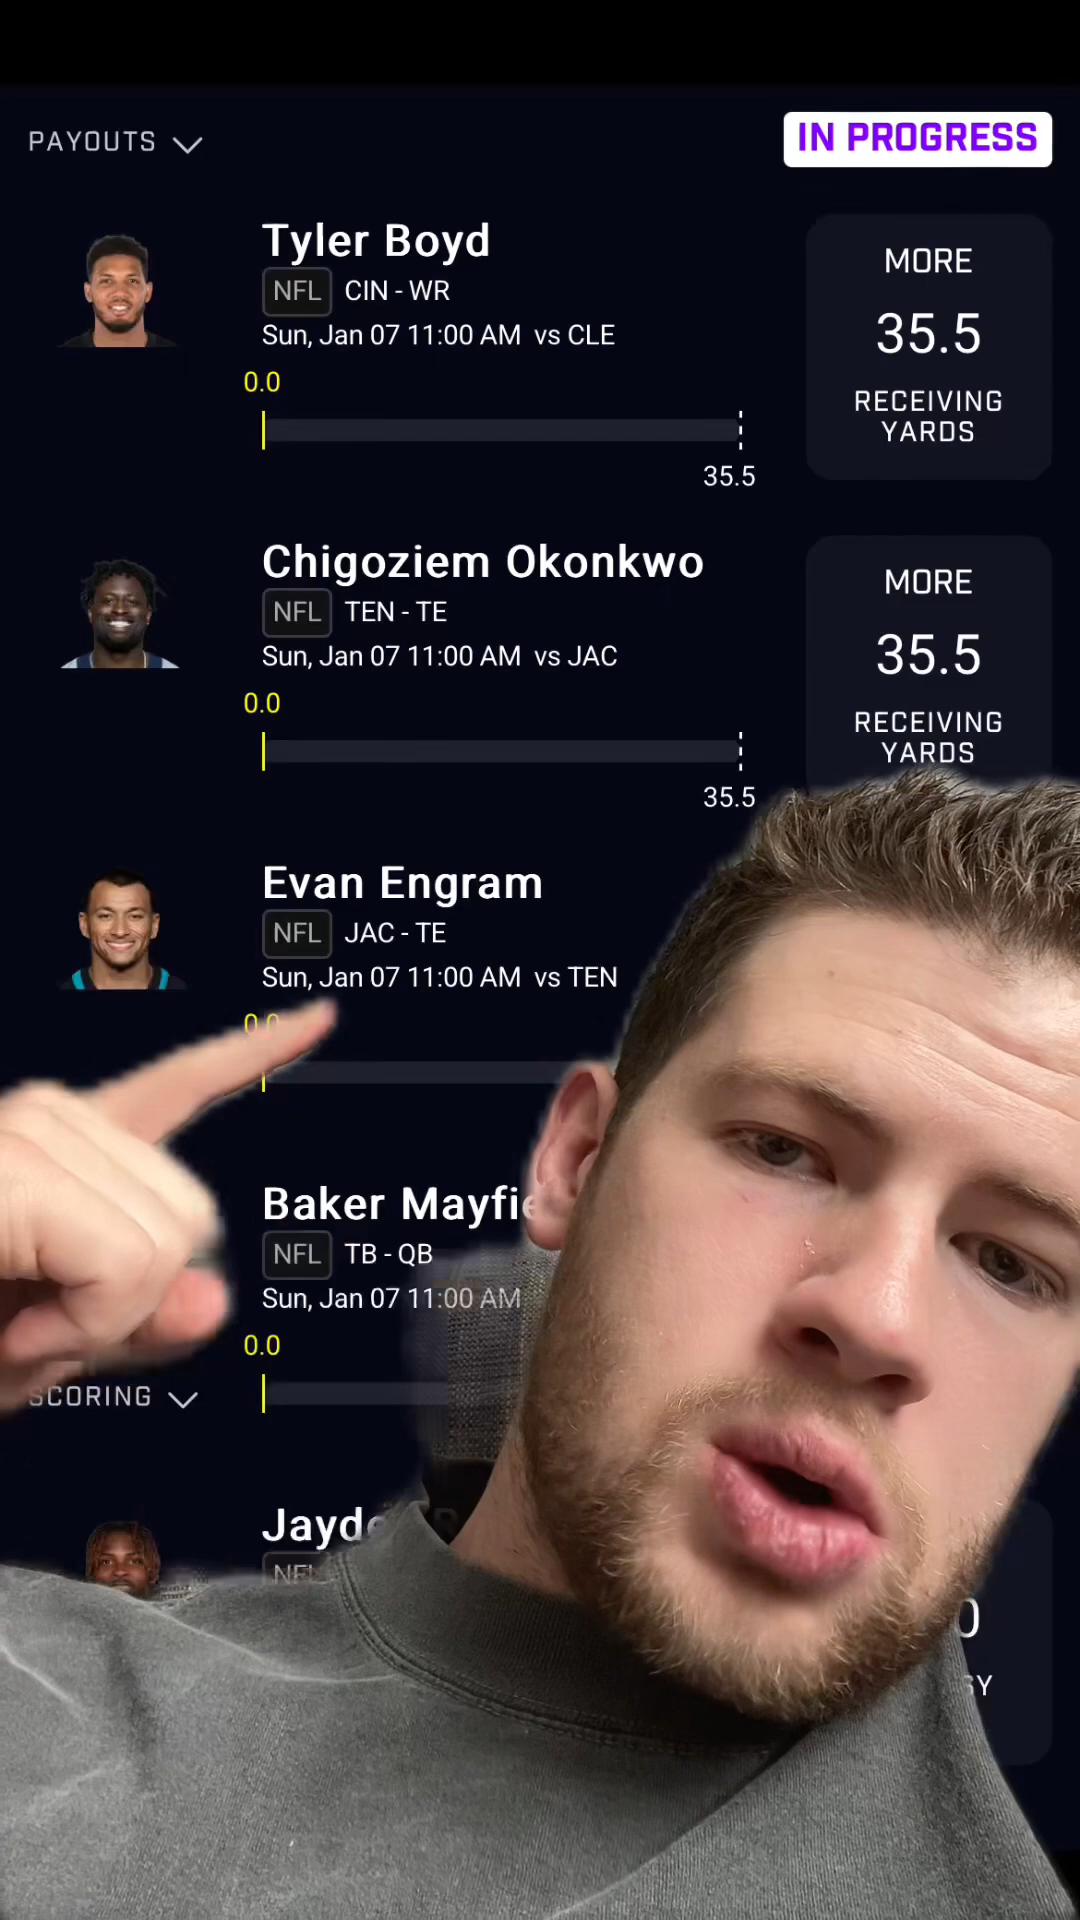 PAYOUTS
IN PROGRESS
Tyler Boyd
NFL CIN - WR
Sun, Jan 07 11:00 AM vs CLE
0.0
35.5
MORE
35.5
RECEIVING
YARDS
Chigoziem Okonkwo
NFL TEN - TE
Sun, Jan 07 11:00 AM vs JAC
0.0
35.5
MORE
35.5
RECEIVING
YARDS
Evan Engram
NFL JAC - TE
Sun, Jan 07 11:00 AM vs TEN
Baker
NFL TB - QB
Sun, Jan 07 11:00 AM
0.0
SCORING
NFL